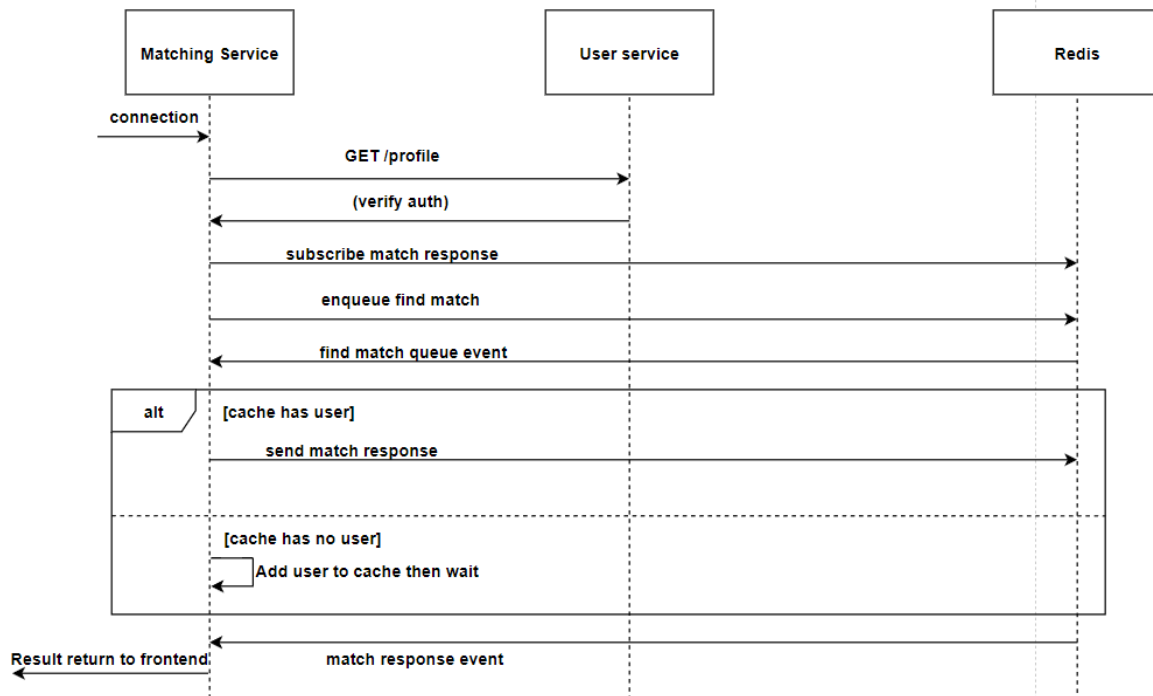 Matching Service
User service
Redis
connection
GET /profile
(verify auth)
subscribe match response
enqueue find match
find match queue event
alt
[cache has user]
send match response
[cache has no user]
Add user to cache then wait
Result return to frontend
match response event